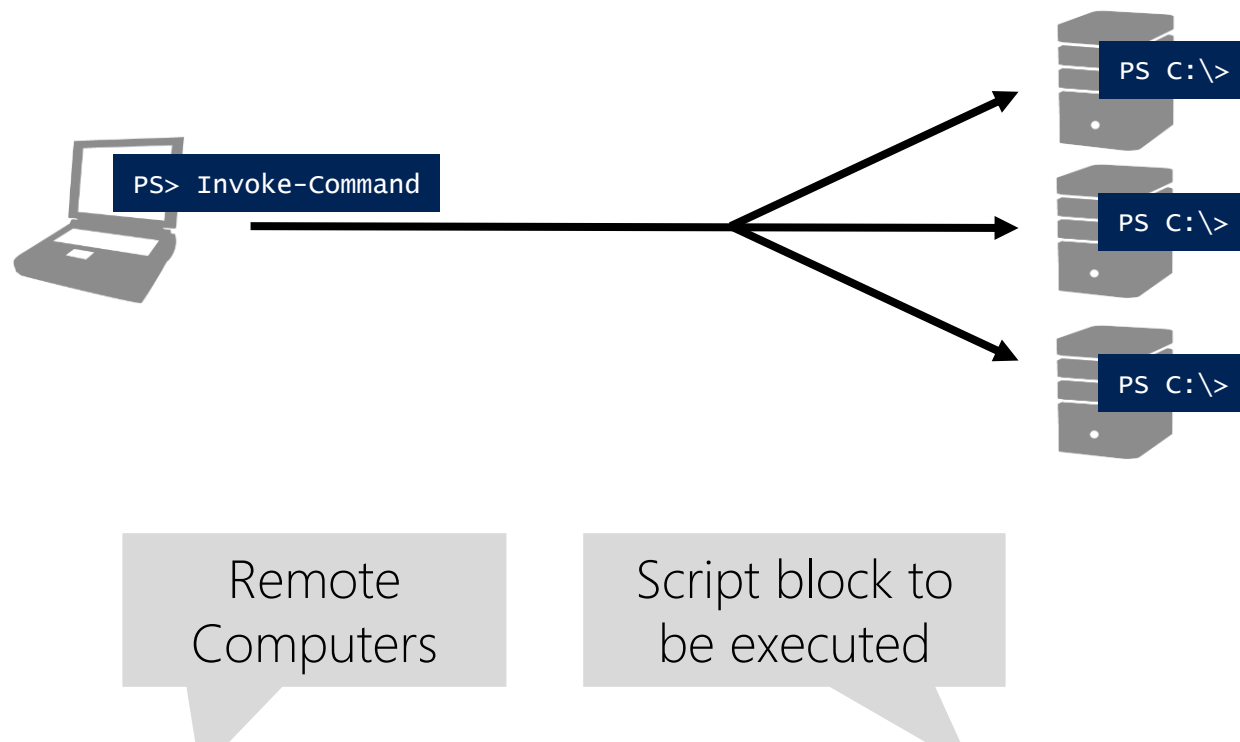 PS C:\>
PS> Invoke-Command
PS C:\>
PS C:\>
Remote
Computers
Script block to
be executed